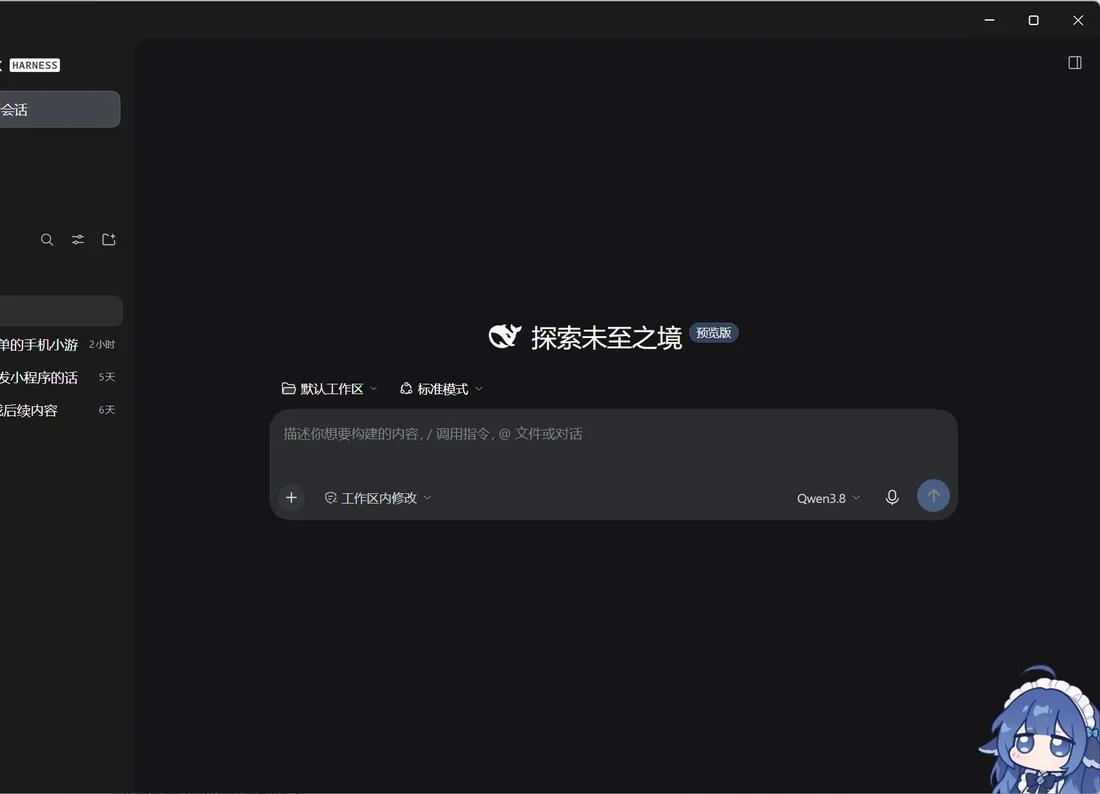 HARNESS
会话
单的手机小游 2小时
发小程序的话 5天
后续内容 6天
探索未至之境 预览版
默认工作区 标准模式
描述你想要构建的内容, / 调用指令, @ 文件或对话
工作区内修改 Qwen3.8